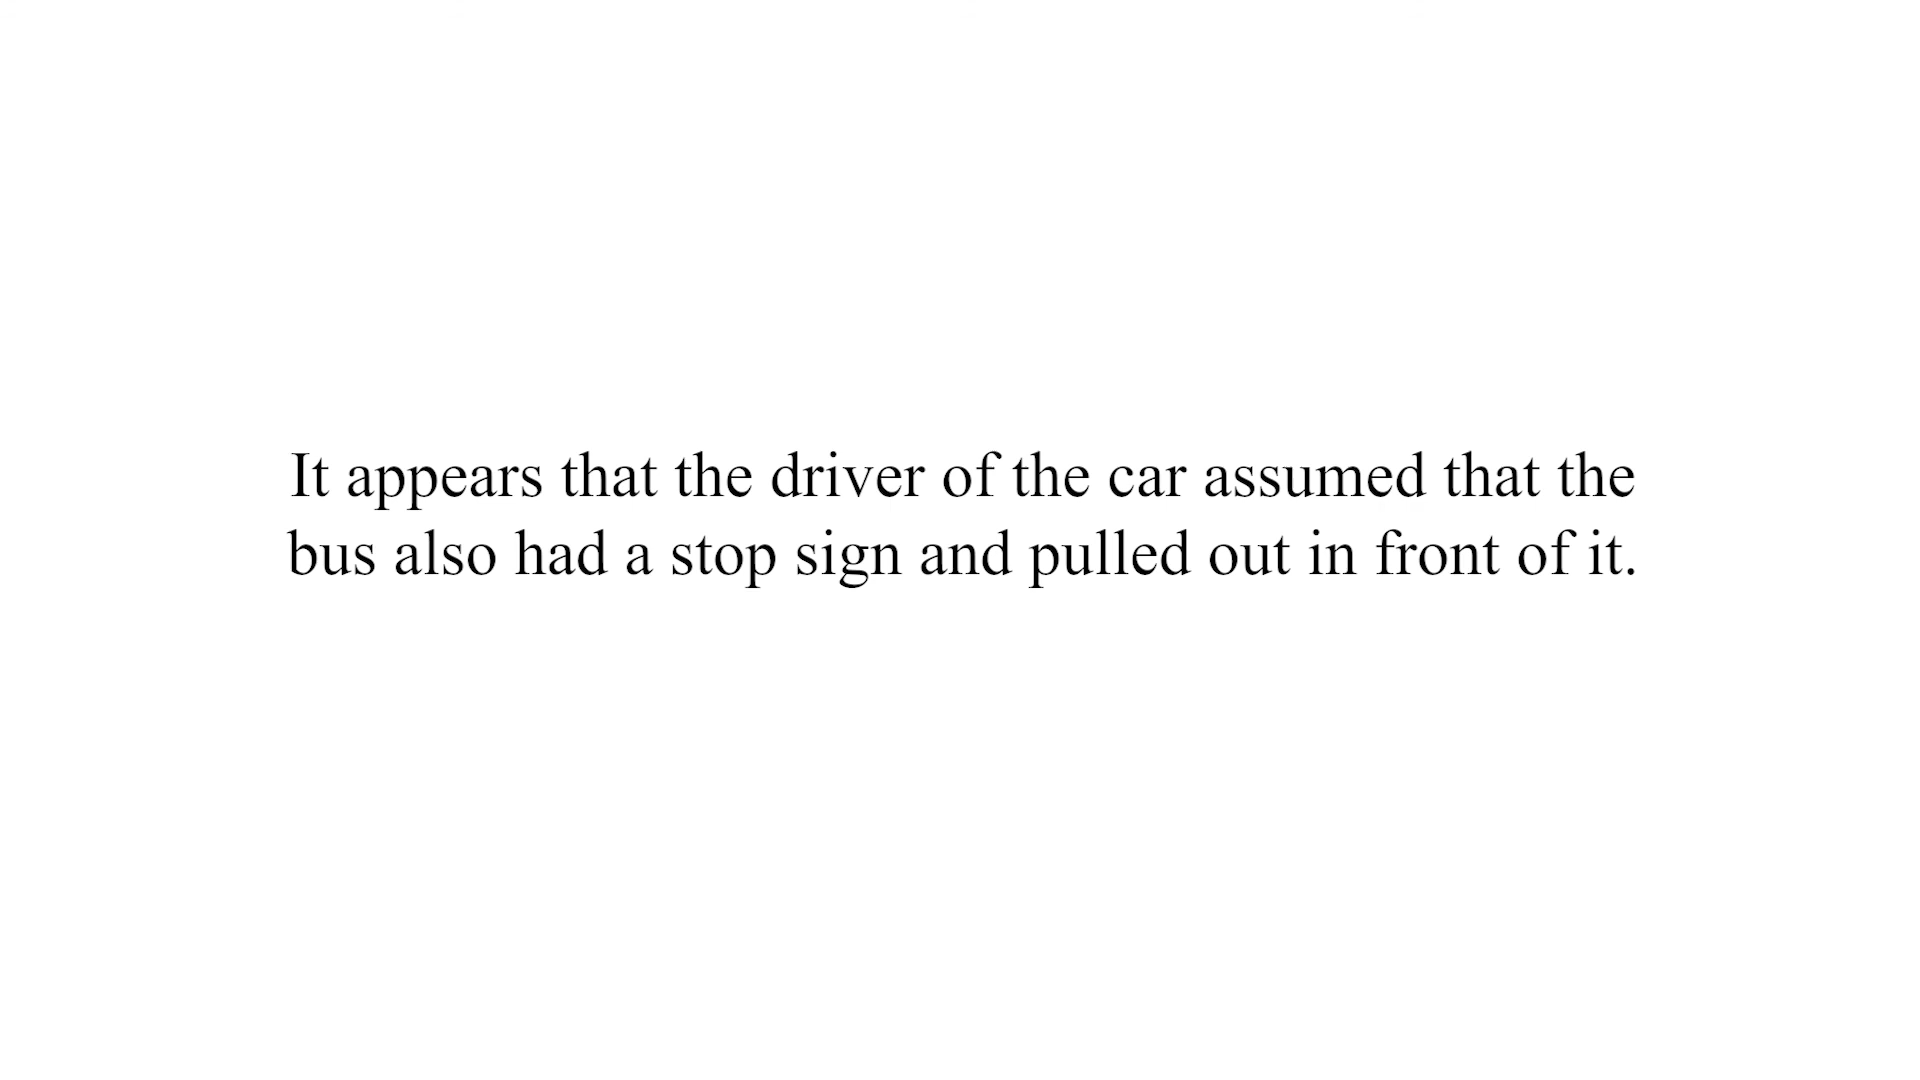 It appears that the driver of the car assumed that the
bus also had a stop sign and pulled out in front of it.